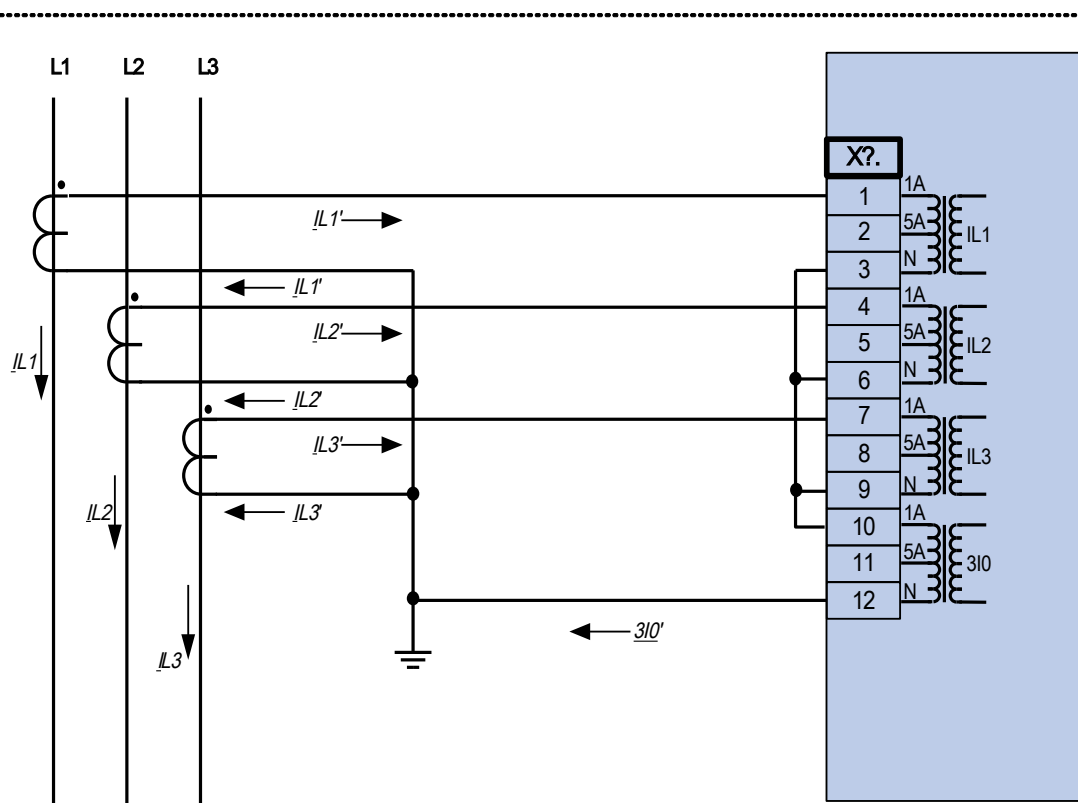 L1 L2 L3
X?.
1 1A
2 5A IL1
3 N
4 1A
5 5A IL2
6 N
7 1A
8 5A IL3
9 N
10 1A
11 5A 3I0
12 N
IL1'
IL1'
IL2'
IL1
IL2'
IL3'
IL2
IL3'
3I0'
IL3